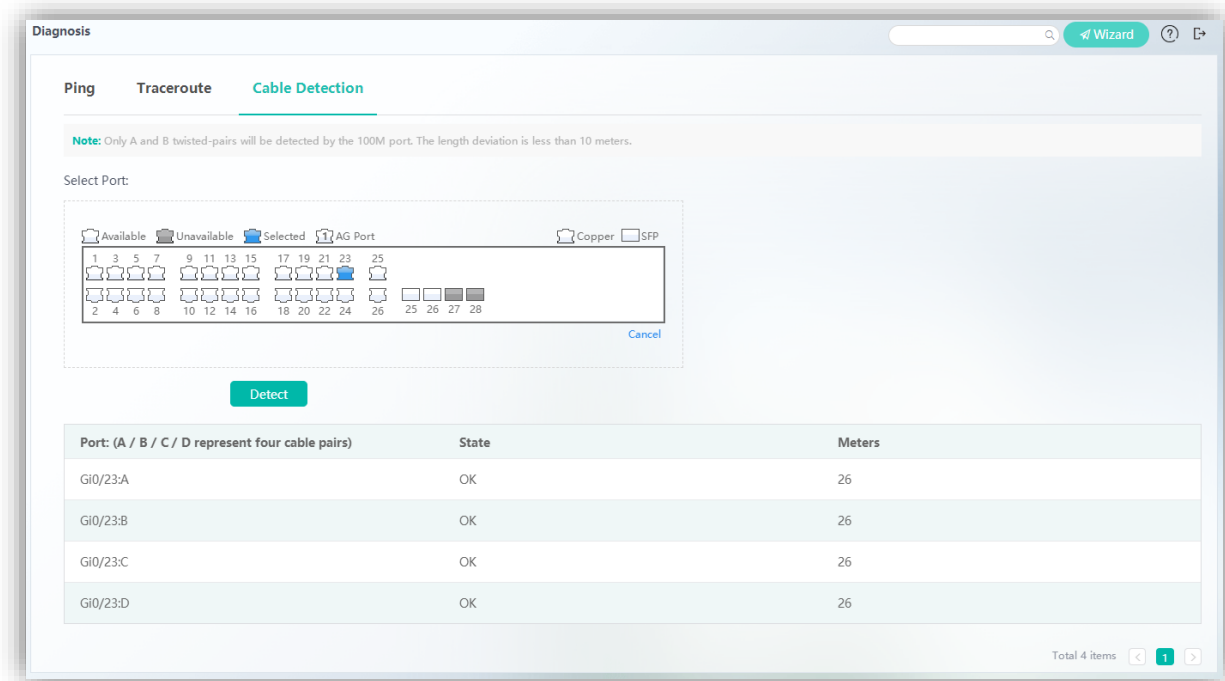 Diagnosis
Wizard
Ping Traceroute Cable Detection
Note: Only A and B twisted-pairs will be detected by the 100M port. The length deviation is less than 10 meters.
Select Port:
Available Unavailable Selected 1 AG Port Copper SFP
1 3 5 7 9 11 13 15 17 19 21 23 25
2 4 6 8 10 12 14 16 18 20 22 24 26 25 26 27 28
Cancel
Detect
Port: (A / B / C / D represent four cable pairs) State Meters
Gi0/23:A OK 26
Gi0/23:B OK 26
Gi0/23:C OK 26
Gi0/23:D OK 26
Total 4 items < 1 >